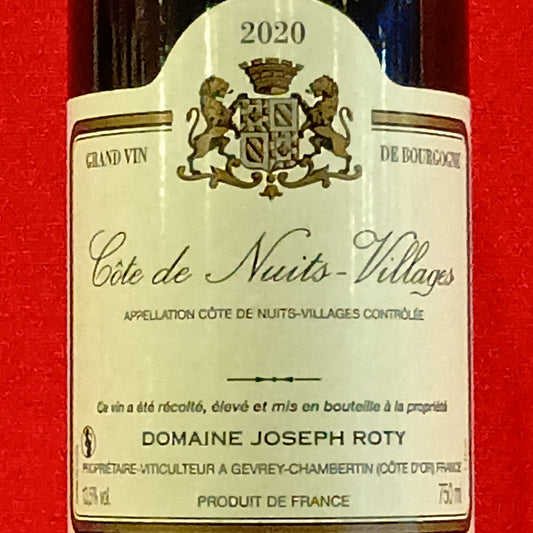 2020
GRAND VIN DE BOURGOGNE
Côte de Nuits-Villages
APPELLATION CÔTE DE NUITS-VILLAGES CONTRÔLÉE
Ce vin a été récolté, élevé et mis en bouteille à la propriété
DOMAINE JOSEPH ROTY
PROPRIÉTAIRE-VITICULTEUR A GEVREY-CHAMBERTIN (CÔTE D'OR) FRANCE
vol. 750 ml
PRODUIT DE FRANCE